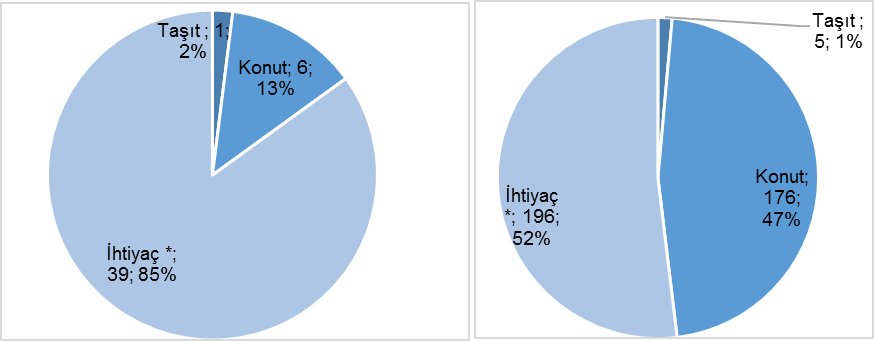 Taşıt ; 1;
2%
Konut; 6;
13%
İhtiyaç *;
39; 85%
Taşıt ;
5; 1%
Konut;
176;
47%
İhtiyaç
*; 196;
52%